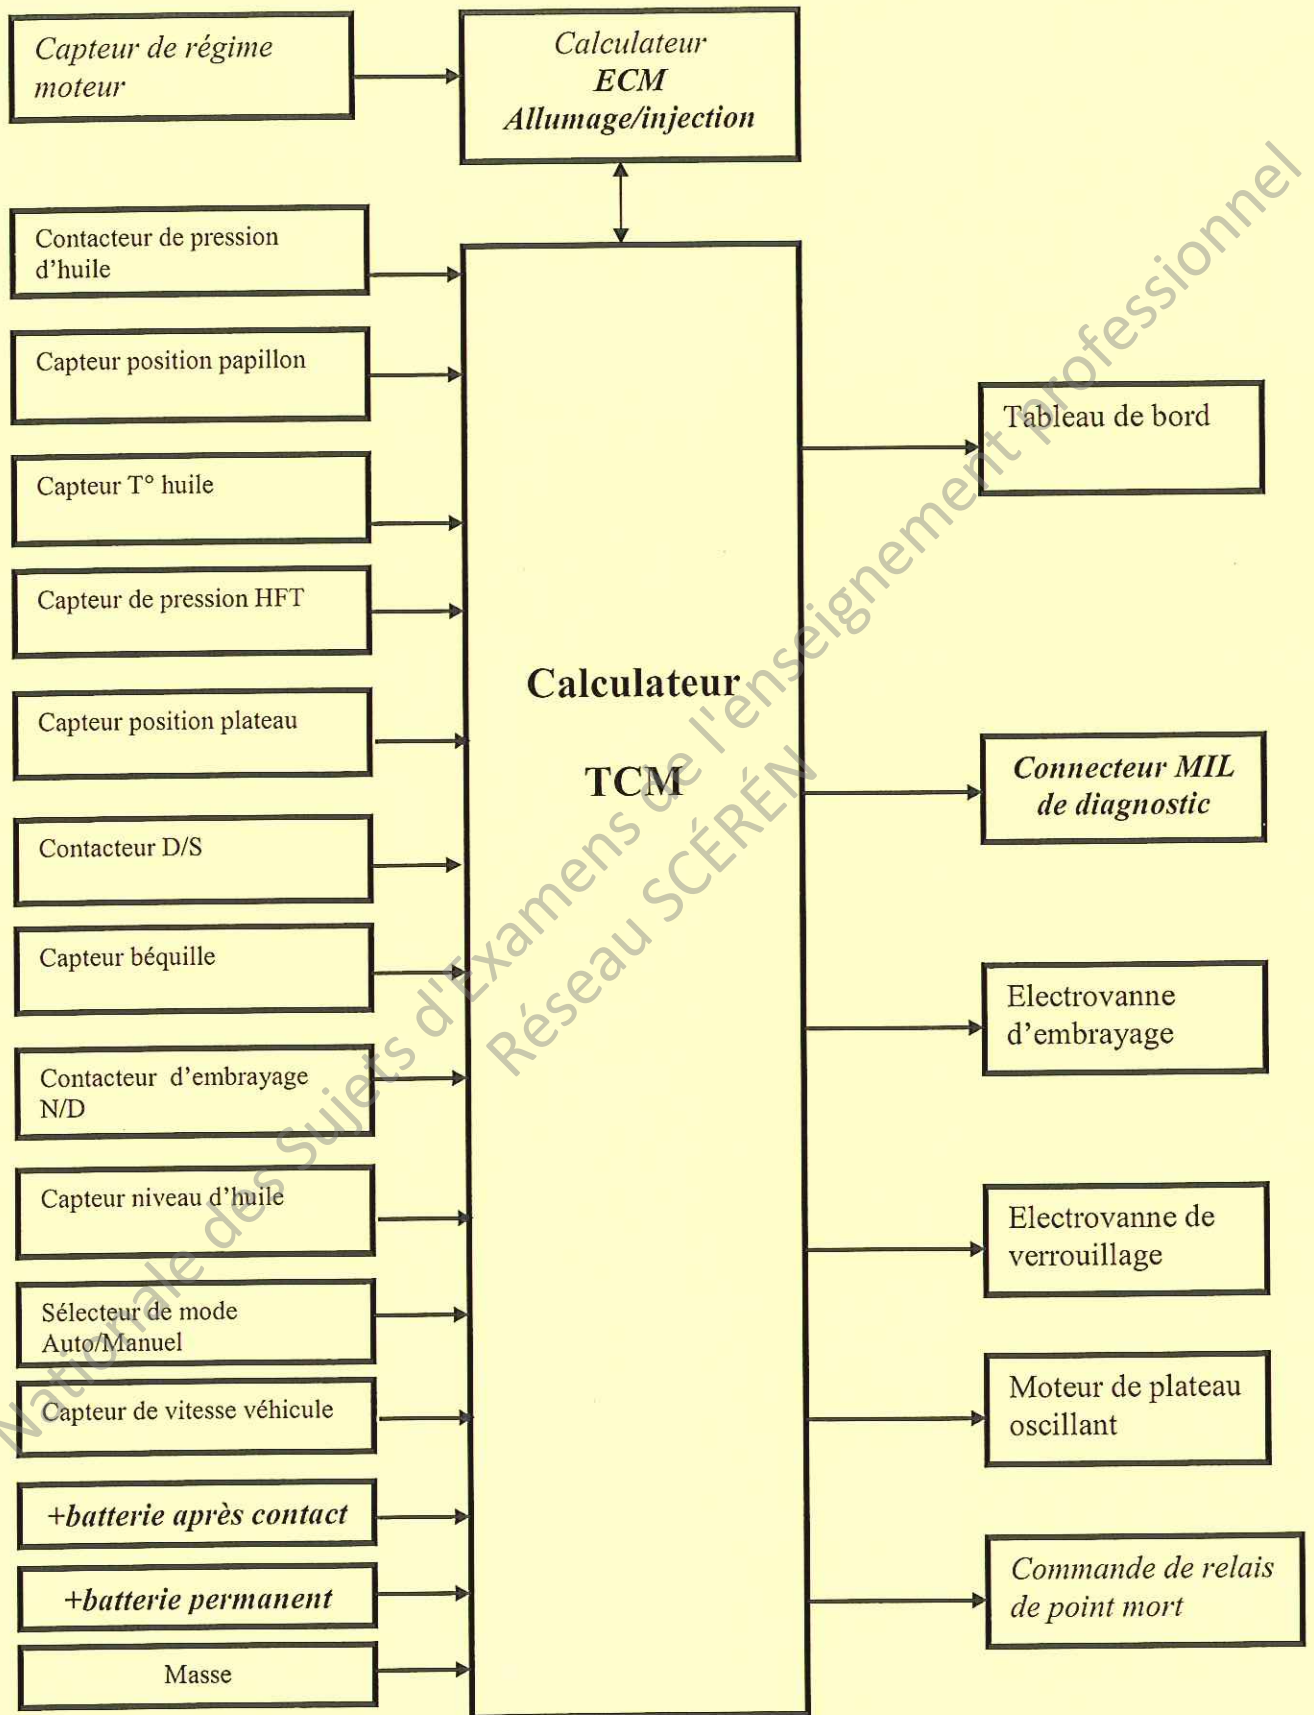 Capteur de régime
moteur
Calculateur
ECM
Allumage/injection
Contacteur de pression
d’huile
Capteur position papillon
Capteur T° huile
Capteur de pression HFT
Capteur position plateau
Contacteur D/S
Capteur béquille
Contacteur d’embrayage
N/D
Capteur niveau d’huile
Sélecteur de mode
Auto/Manuel
Capteur de vitesse véhicule
+batterie après contact
+batterie permanent
Masse
Calculateur
TCM
Tableau de bord
Connecteur MIL
de diagnostic
Electrovanne
d’embrayage
Electrovanne de
verrouillage
Moteur de plateau
oscillant
Commande de relais
de point mort
Nationale des Sujets d'Examens de l'enseignement professionnel
Réseau SCÉRÉN